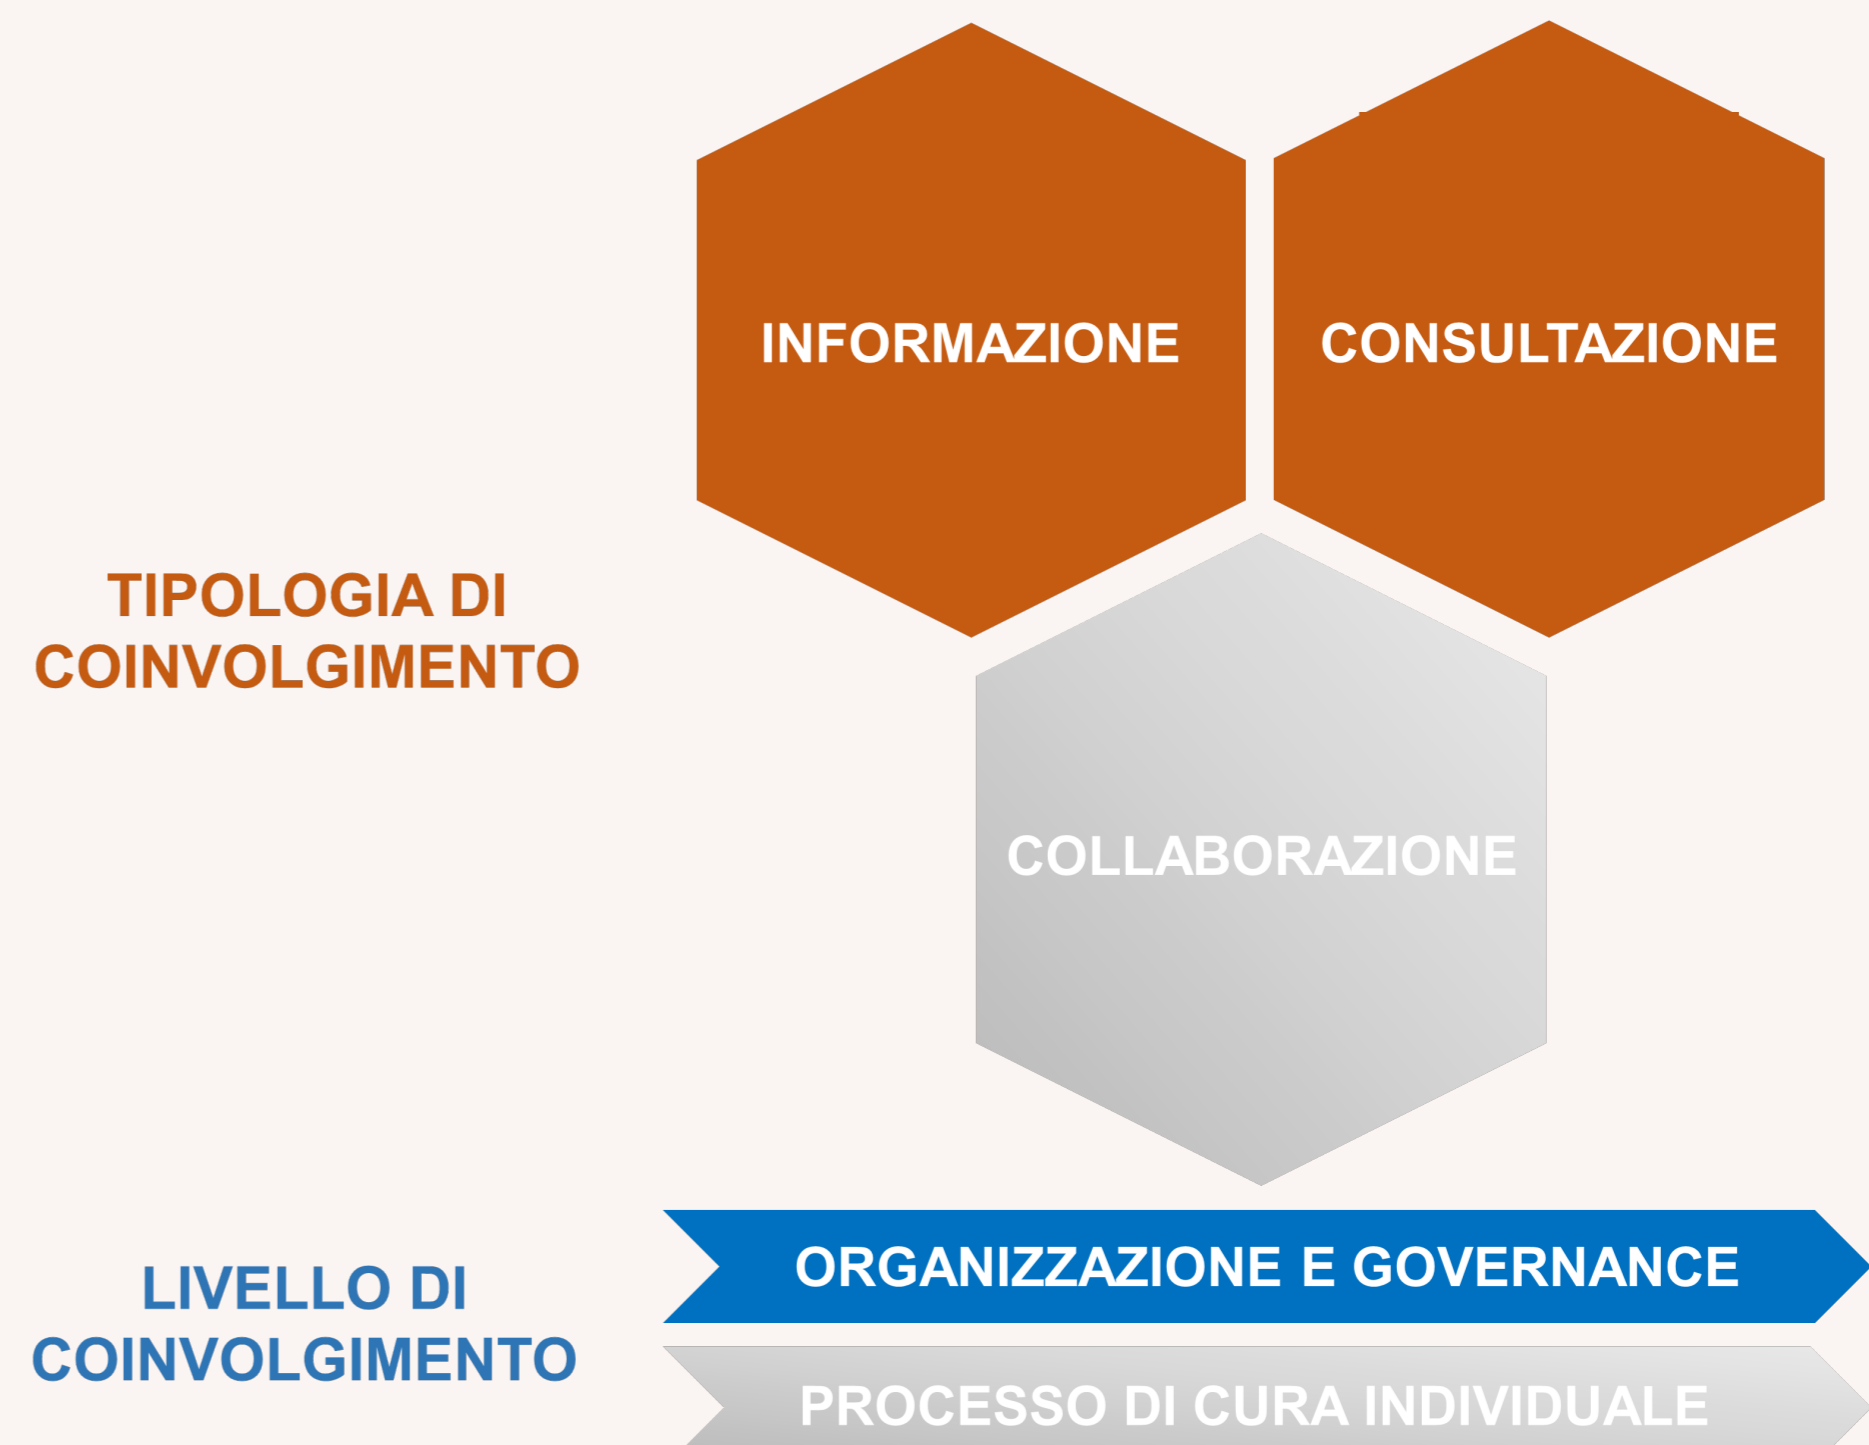 INFORMAZIONE
CONSULTAZIONE
TIPOLOGIA DI
COINVOLGIMENTO
COLLABORAZIONE
ORGANIZZAZIONE E GOVERNANCE
LIVELLO DI
COINVOLGIMENTO
PROCESSO DI CURA INDIVIDUALE